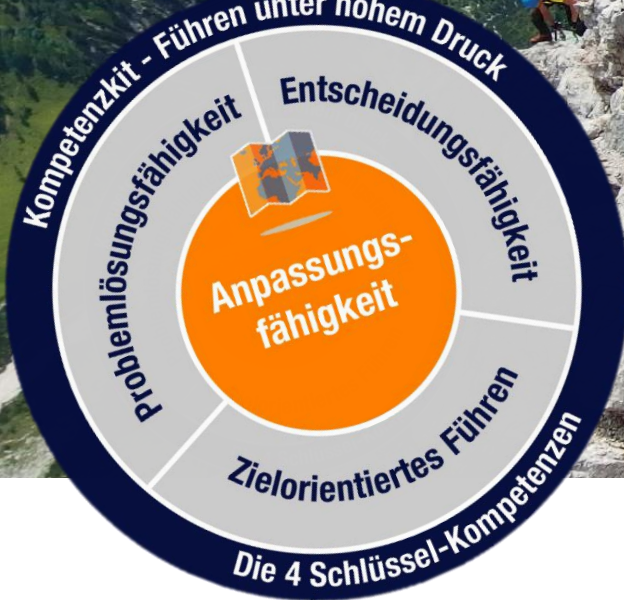 Kompetenzkit - Führen unter hohem Druck
Problemlösungsfähigkeit
Entscheidungsfähigkeit
Anpassungs-
fähigkeit
Zielorientiertes Führen
Die 4 Schlüssel-Kompetenzen